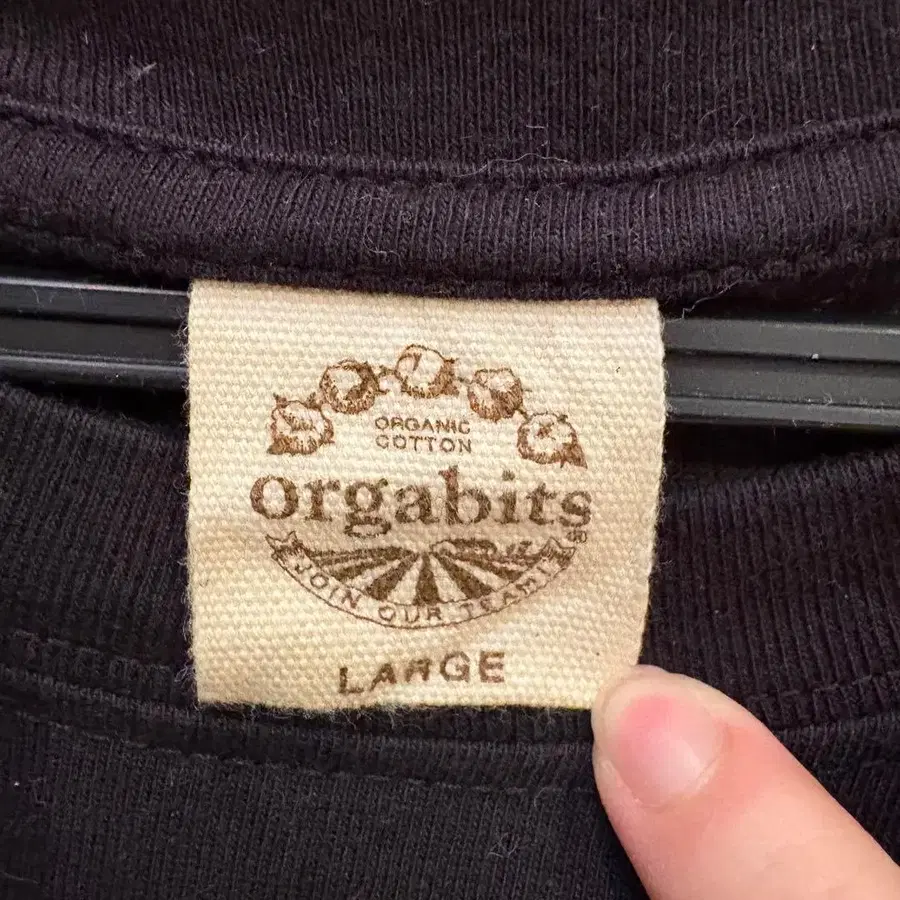 ORGANIC
COTTON
orgabits
JOIN OUR TEAM!
LARGE